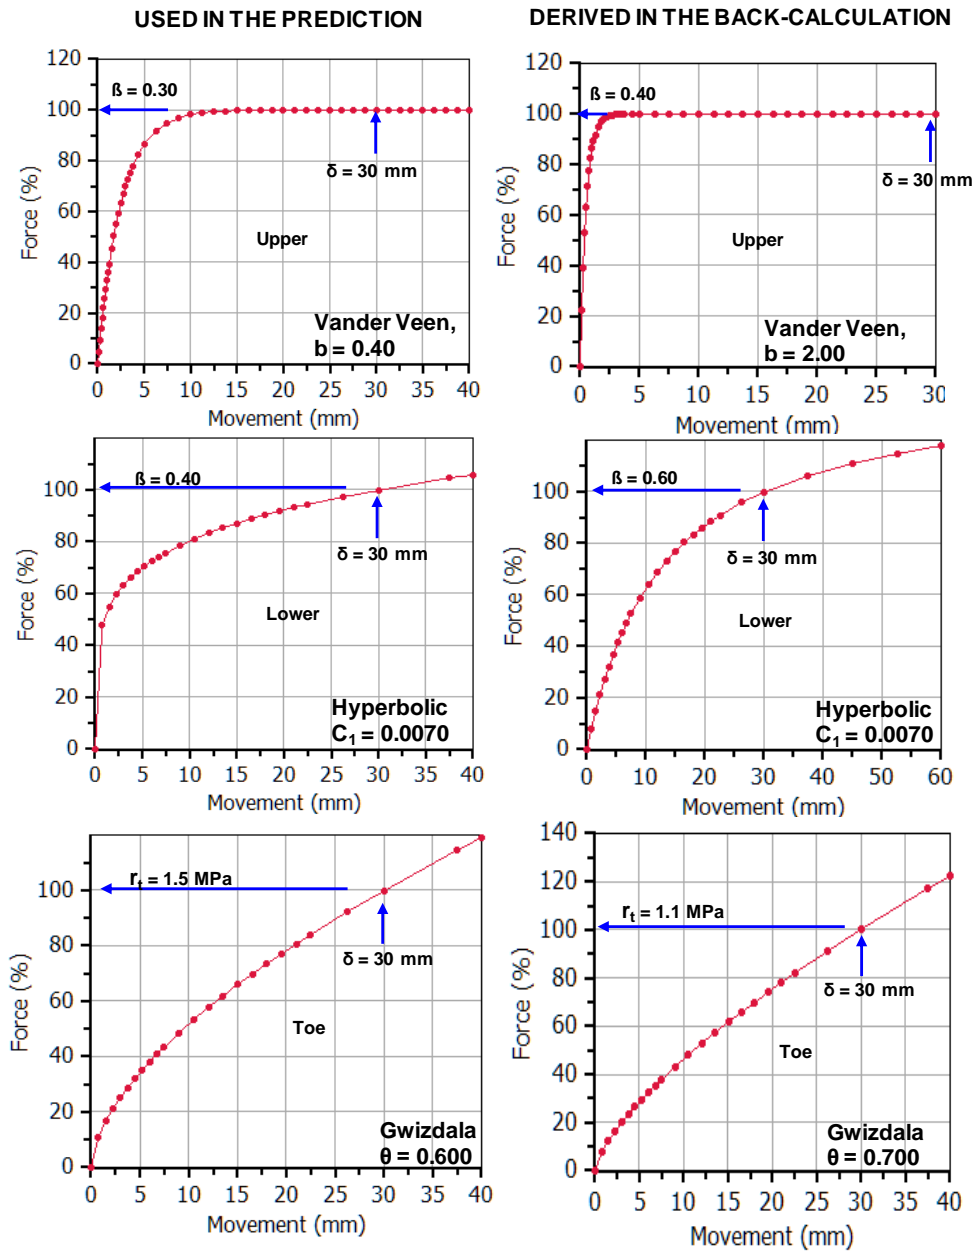 USED IN THE PREDICTION
DERIVED IN THE BACK-CALCULATION
120
100
80
60
40
20
0
Force (%)
ß = 0.30
δ = 30 mm
Upper
Vander Veen,
b = 0.40
0 5 10 15 20 25 30 35 40
Movement (mm)
120
100
80
60
40
20
0
Force (%)
ß = 0.40
δ = 30 mm
Upper
Vander Veen,
b = 2.00
0 5 10 15 20 25 30
Movement (mm)
100
80
60
40
20
0
Force (%)
ß = 0.40
δ = 30 mm
Lower
Hyperbolic
C1 = 0.0070
0 5 10 15 20 25 30 35 40
Movement (mm)
100
80
60
40
20
0
Force (%)
ß = 0.60
δ = 30 mm
Lower
Hyperbolic
C1 = 0.0070
0 10 20 30 40 50 60
Movement (mm)
100
80
60
40
20
0
Force (%)
rt = 1.5 MPa
δ = 30 mm
Toe
Gwizdala
θ = 0.600
0 5 10 15 20 25 30 35 40
Movement (mm)
140
120
100
80
60
40
20
0
Force (%)
rt = 1.1 MPa
δ = 30 mm
Toe
Gwizdala
θ = 0.700
0 5 10 15 20 25 30 35 40
Movement (mm)